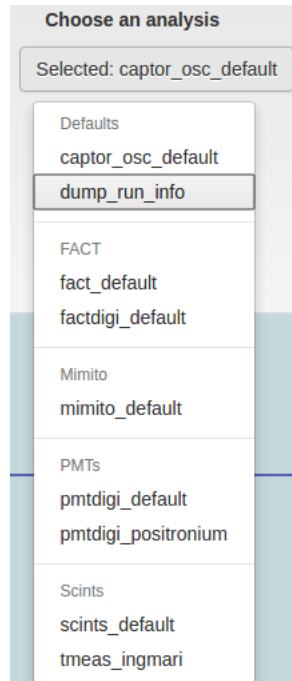 Choose an analysis
Selected: captor_osc_default
Defaults
captor_osc_default
dump_run_info
FACT
fact_default
factdigi_default
Mimito
mimito_default
PMTs
pmtdigi_default
pmtdigi_positronium
Scints
scints_default
tmeas_ingmari